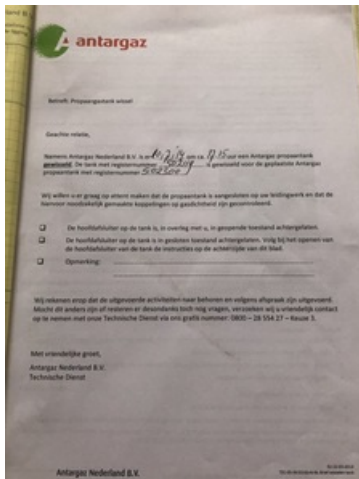 antargaz
Betreft: Propaangastank wissel
Geachte relatie,
Namens Antargaz Nederland B.V. is er om ca. 17.15 uur een Antargaz propaantank
gewisseld. De tank met registernummer is gewisseld voor de geplaatste Antargaz
propaantank met registernummer
Wij willen u er graag op attent maken dat de propaantank is aangesloten op uw leidingwerk en dat de
hiervoor noodzakelijk gemaakte koppelingen op gasdichtheid zijn gecontroleerd.
De hoofdafsluiter op de tank is, in overleg met u, in geopende toestand achtergelaten.
De hoofdafsluiter op de tank is in gesloten toestand achtergelaten. Volg bij het openen van
de hoofdafsluiter van de tank de instructies op de achterzijde van dit blad.
Opmerking:
Wij rekenen erop dat de uitgevoerde activiteiten naar behoren en volgens afspraak zijn uitgevoerd.
Mocht dit anders zijn of resteren er desondanks toch nog vragen, verzoeken wij u vriendelijk contact
op te nemen met onze Technische Dienst via ons gratis nummer: 0800 – 28 554 27 – Keuze 3.
Met vriendelijke groet,
Antargaz Nederland B.V.
Technische Dienst
Antargaz Nederland B.V.